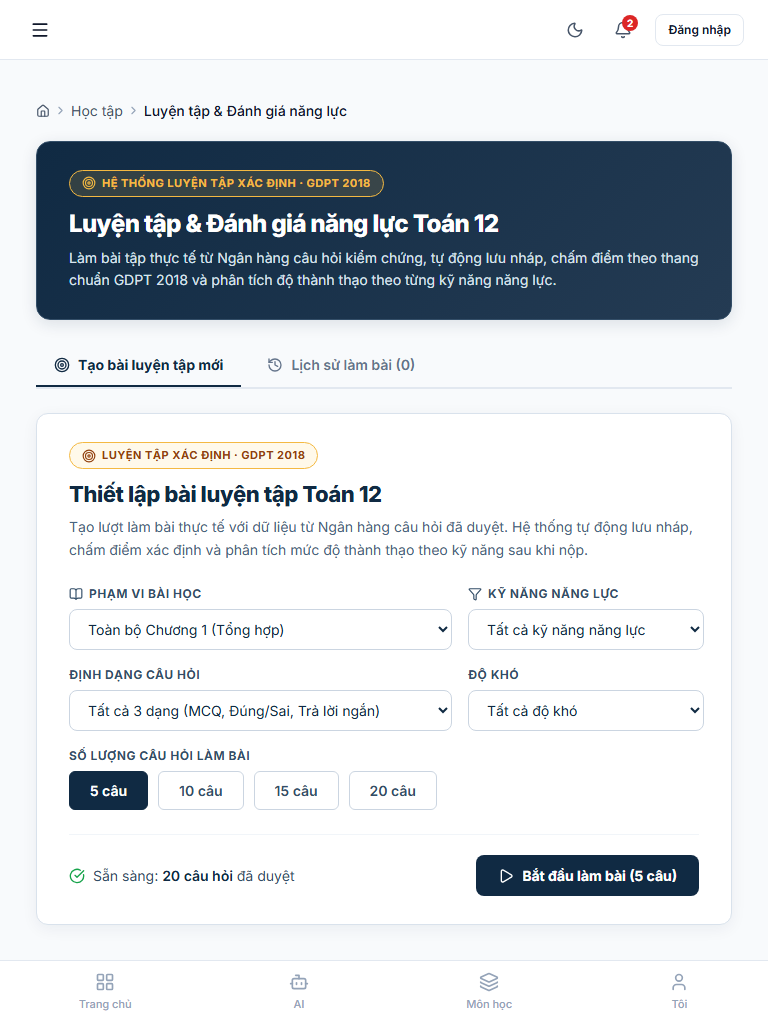 2
Đăng nhập
Học tập
Luyện tập & Đánh giá năng lực
HỆ THỐNG LUYỆN TẬP XÁC ĐỊNH · GDPT 2018
Luyện tập & Đánh giá năng lực Toán 12
Làm bài tập thực tế từ Ngân hàng câu hỏi kiểm chứng, tự động lưu nháp, chấm điểm theo thang
chuẩn GDPT 2018 và phân tích độ thành thạo theo từng kỹ năng năng lực.
Tạo bài luyện tập mới
Lịch sử làm bài (0)
LUYỆN TẬP XÁC ĐỊNH · GDPT 2018
Thiết lập bài luyện tập Toán 12
Tạo lượt làm bài thực tế với dữ liệu từ Ngân hàng câu hỏi đã duyệt. Hệ thống tự động lưu nháp,
chấm điểm xác định và phân tích mức độ thành thạo theo kỹ năng sau khi nộp.
PHẠM VI BÀI HỌC
KỸ NĂNG NĂNG LỰC
Toàn bộ Chương 1 (Tổng hợp)
Tất cả kỹ năng năng lực
ĐỊNH DẠNG CÂU HỎI
ĐỘ KHÓ
Tất cả 3 dạng (MCQ, Đúng/Sai, Trả lời ngắn)
Tất cả độ khó
SỐ LƯỢNG CÂU HỎI LÀM BÀI
5 câu
10 câu
15 câu
20 câu
Sẵn sàng: 20 câu hỏi đã duyệt
Bắt đầu làm bài (5 câu)
Trang chủ
AI
Môn học
Tôi